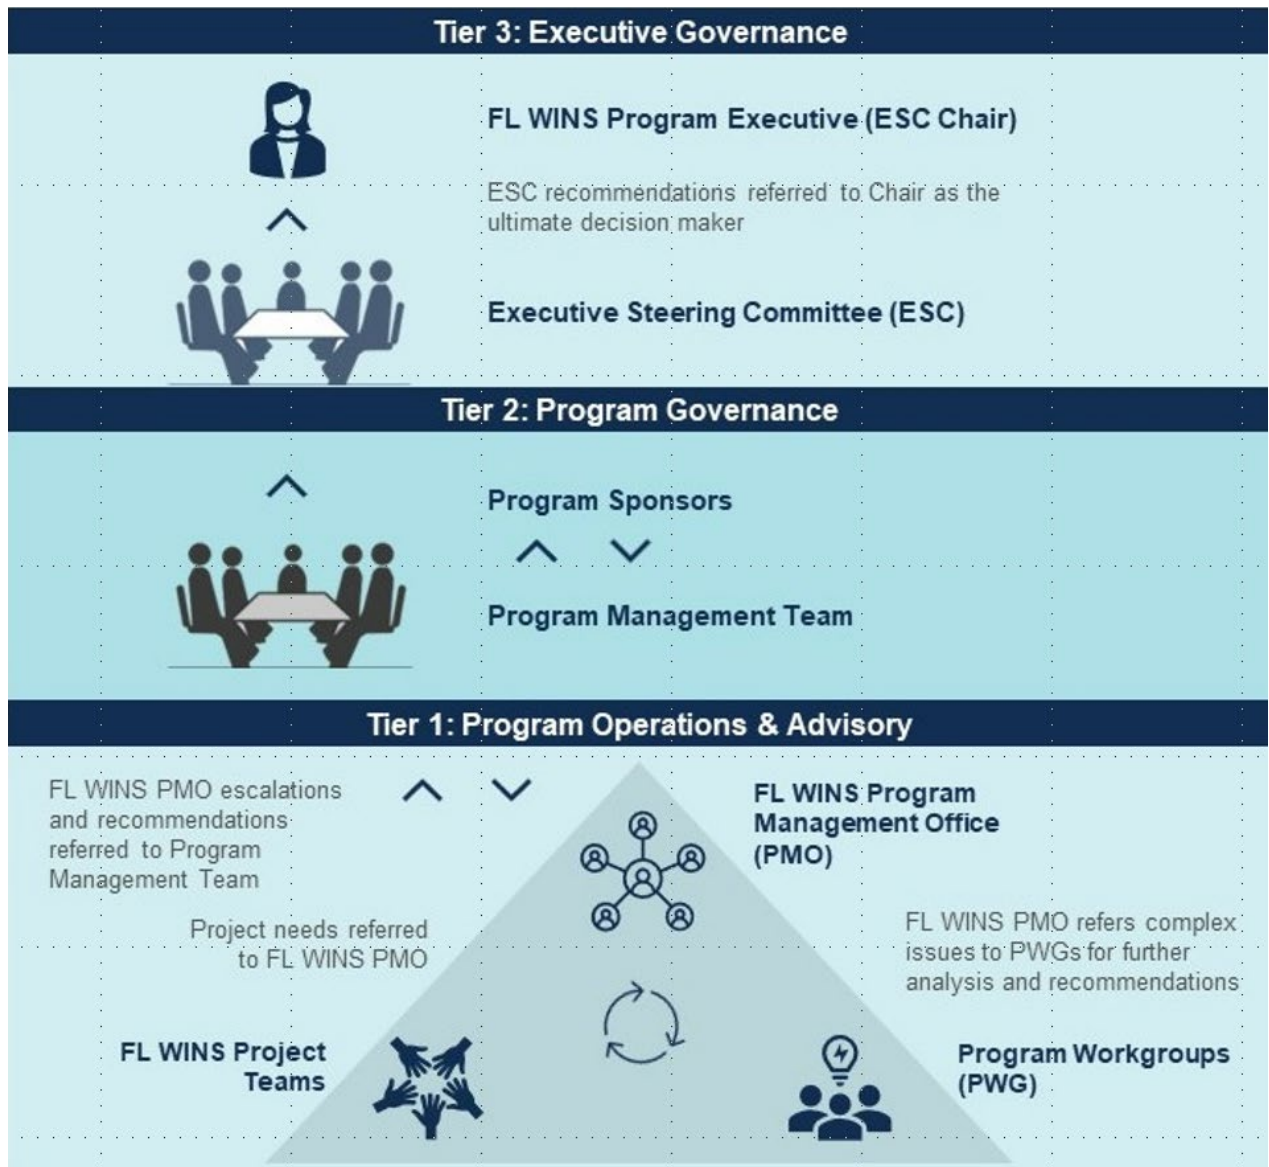 Tier 3: Executive Governance
FL WINS Program Executive (ESC Chair)
ESC recommendations referred to Chair as the
ultimate decision maker
Executive Steering Committee (ESC)
Tier 2: Program Governance
Program Sponsors
Program Management Team
Tier 1: Program Operations & Advisory
FL WINS PMO escalations
and recommendations
referred to Program
Management Team
FL WINS Program
Management Office
(PMO)
Project needs referred
to FL WINS PMO
FL WINS PMO refers complex
issues to PWGs for further
analysis and recommendations
FL WINS Project
Teams
Program Workgroups
(PWG)